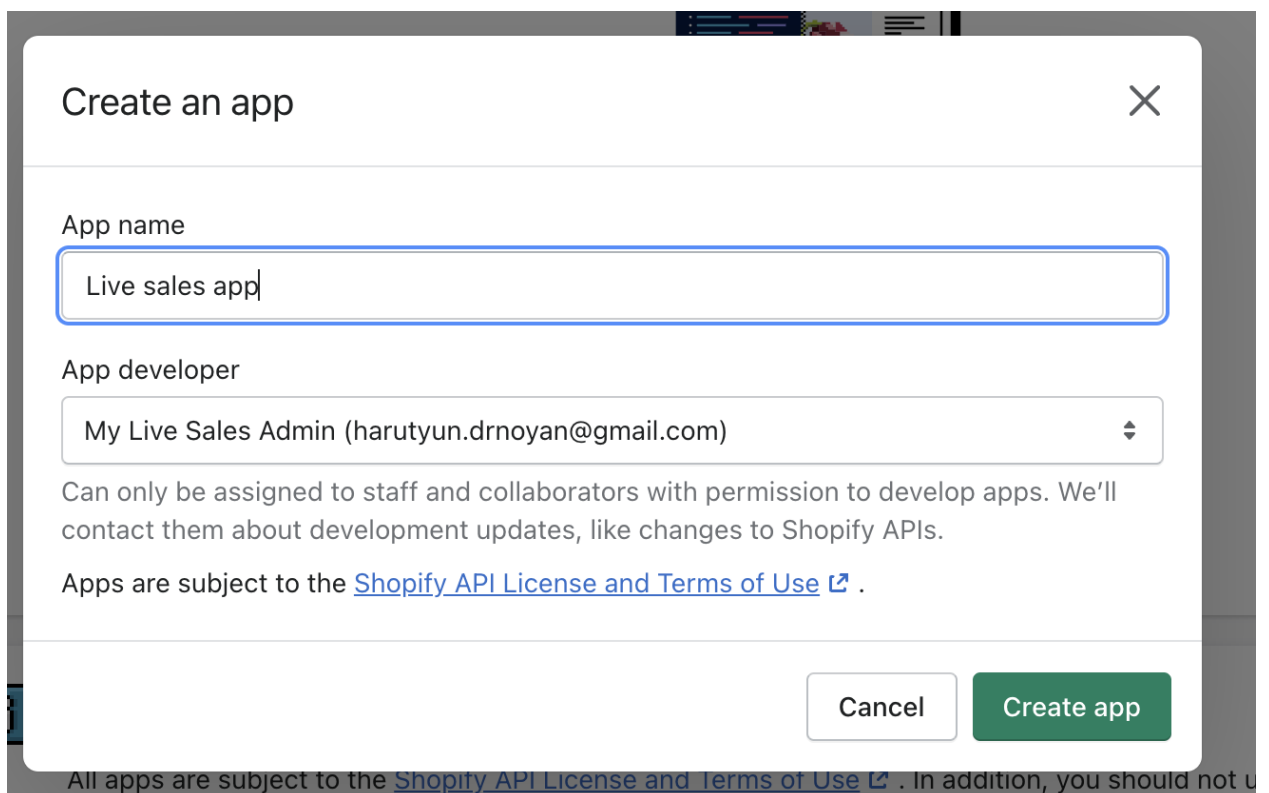 Create an app
App name
Live sales app
App developer
My Live Sales Admin (harutyun.drnoyan@gmail.com)
Can only be assigned to staff and collaborators with permission to develop apps. We’ll
contact them about development updates, like changes to Shopify APIs.
Apps are subject to the Shopify API License and Terms of Use .
Cancel
Create app
All apps are subject to the Shopify API License and Terms of Use . In addition, you should not